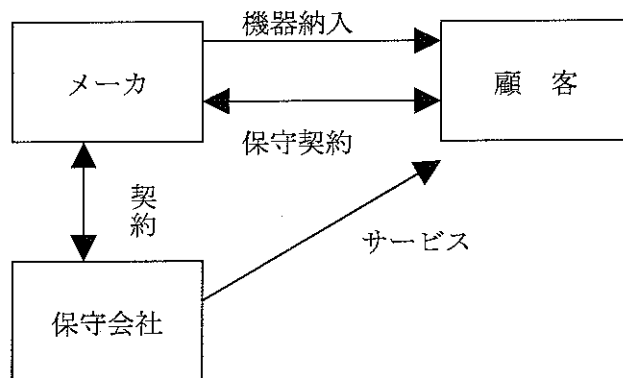 機器納入
メーカ
顧 客
保守契約
契約
サービス
保守会社